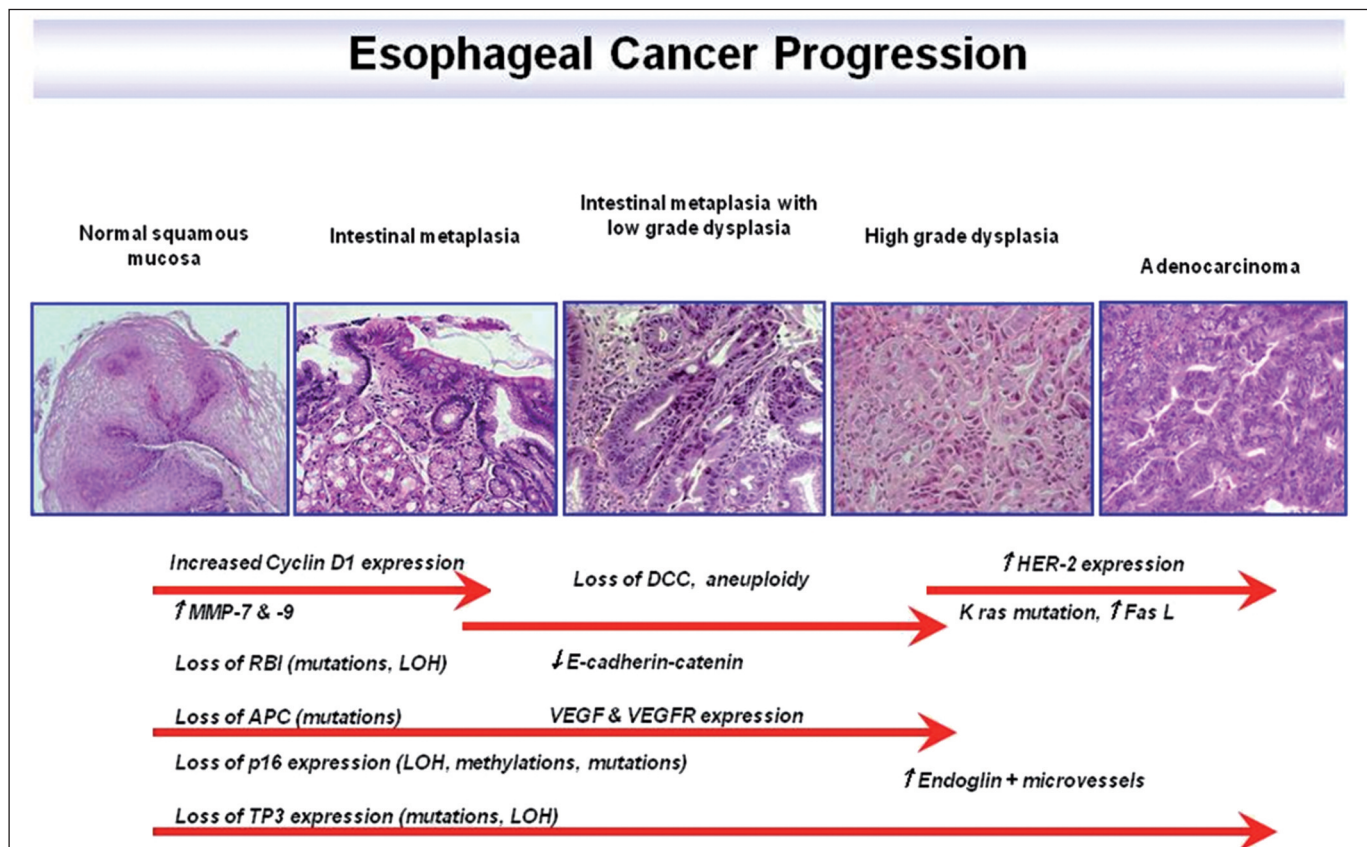 Esophageal Cancer Progression
Normal squamous
mucosa
Intestinal metaplasia
Intestinal metaplasia with
low grade dysplasia
High grade dysplasia
Adenocarcinoma
Increased Cyclin D1 expression
↑MMP-7 & -9
Loss of DCC, aneuploidy
↑HER-2 expression
K ras mutation, ↑Fas L
Loss of RBI (mutations, LOH)
↓E-cadherin-catenin
Loss of APC (mutations)
VEGF & VEGFR expression
Loss of p16 expression (LOH, methylations, mutations)
↑Endoglin + microvessels
Loss of TP3 expression (mutations, LOH)